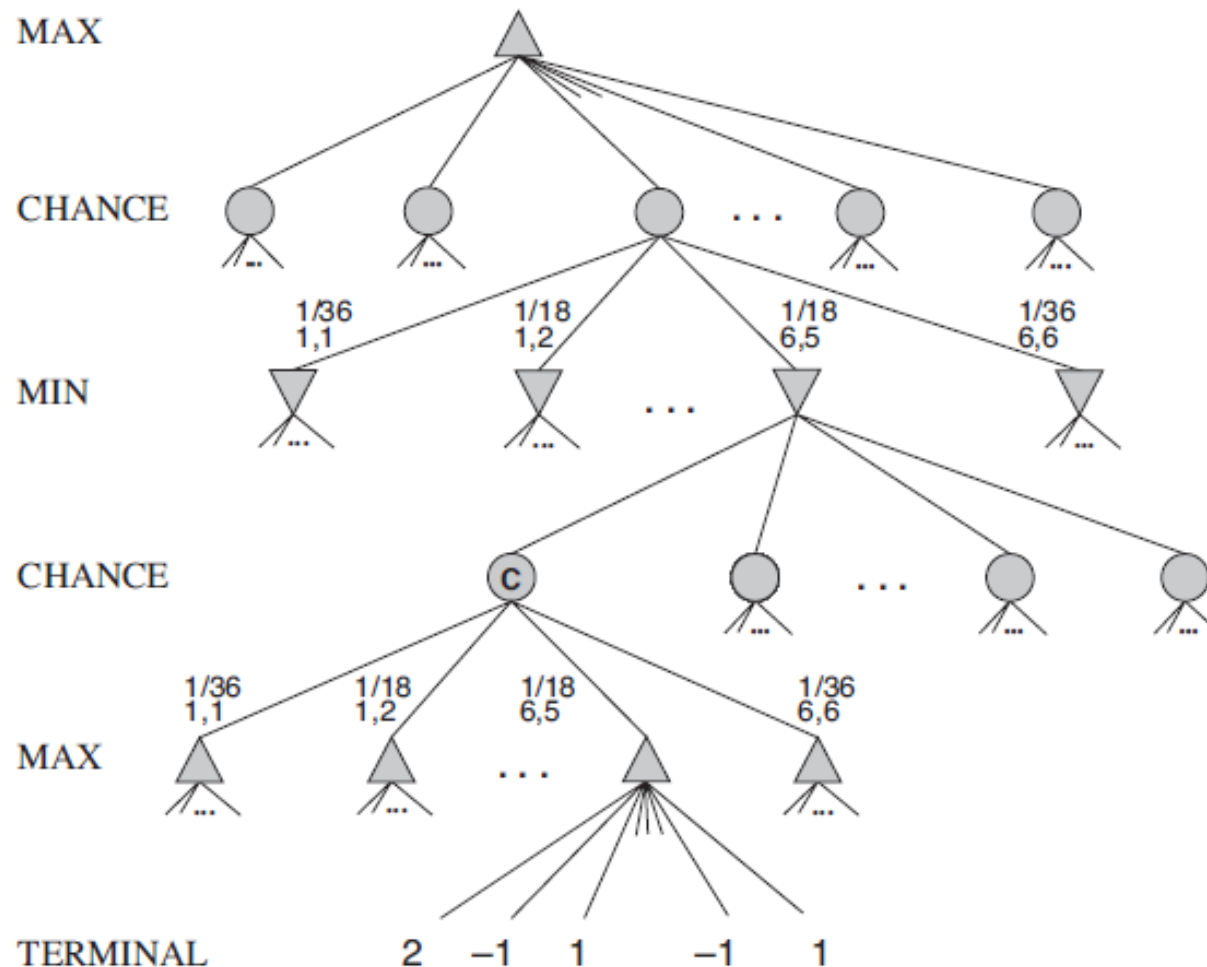 MAX
CHANCE
... ... . . . ... ...
1/36 1/18 1/18 1/36
1,1 1,2 6,5 6,6
MIN
... ... . . . ... ...
CHANCE
C . . .
... ... ...
1/36 1/18 1/18 1/36
1,1 1,2 6,5 6,6
MAX
... ... . . . ...
TERMINAL 2 –1 1 –1 1